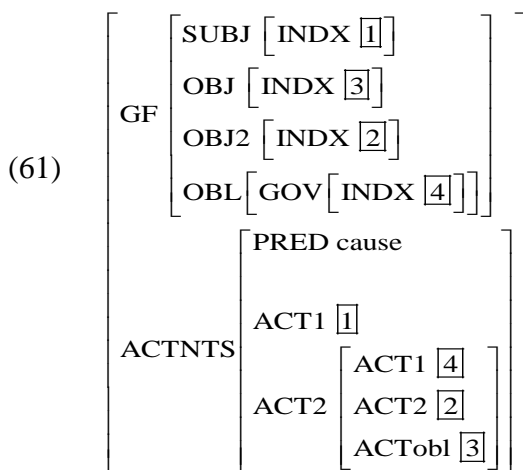 SUBJ [INDX 1]
OBJ [INDX 3]
GF
OBJ2 [INDX 2]
(61)
OBL[GOV[INDX 4]]
PRED cause
ACT1 1
ACTNTS
ACT1 4
ACT2 ACT2 2
ACTobl 3